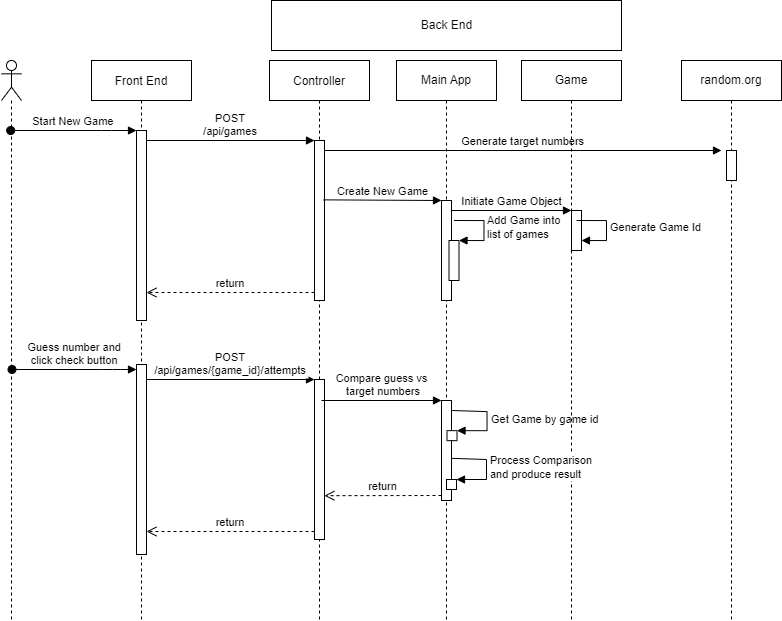 Back End
Front End
Controller
Main App
Game
random.org
Start New Game
POST
/api/games
Generate target numbers
Create New Game
Initiate Game Object
Add Game into
list of games
Generate Game Id
return
Guess number and
click check button
POST
/api/games/{game_id}/attempts
Compare guess vs
target numbers
Get Game by game id
Process Comparison
and produce result
return
return